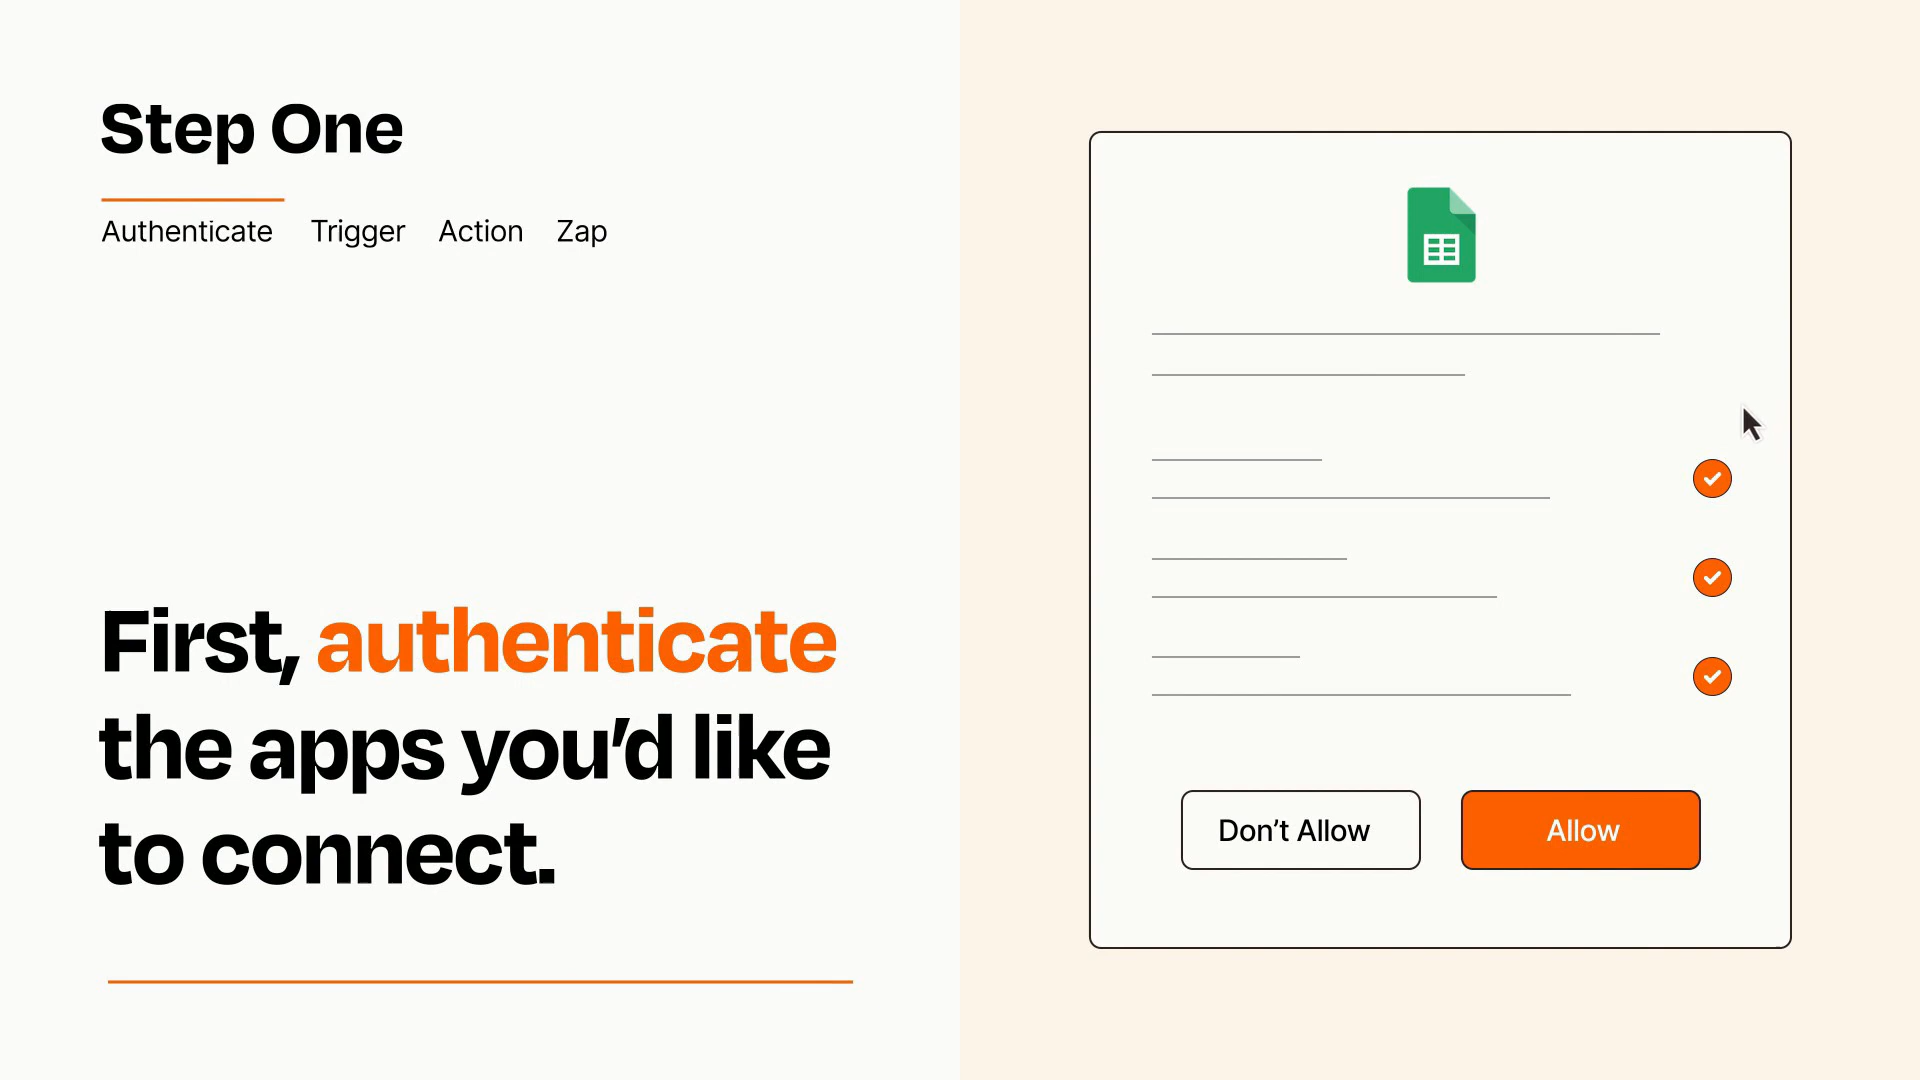 Step One
Authenticate Trigger Action Zap
First, authenticate
the apps you’d like
to connect.
Don’t Allow
Allow